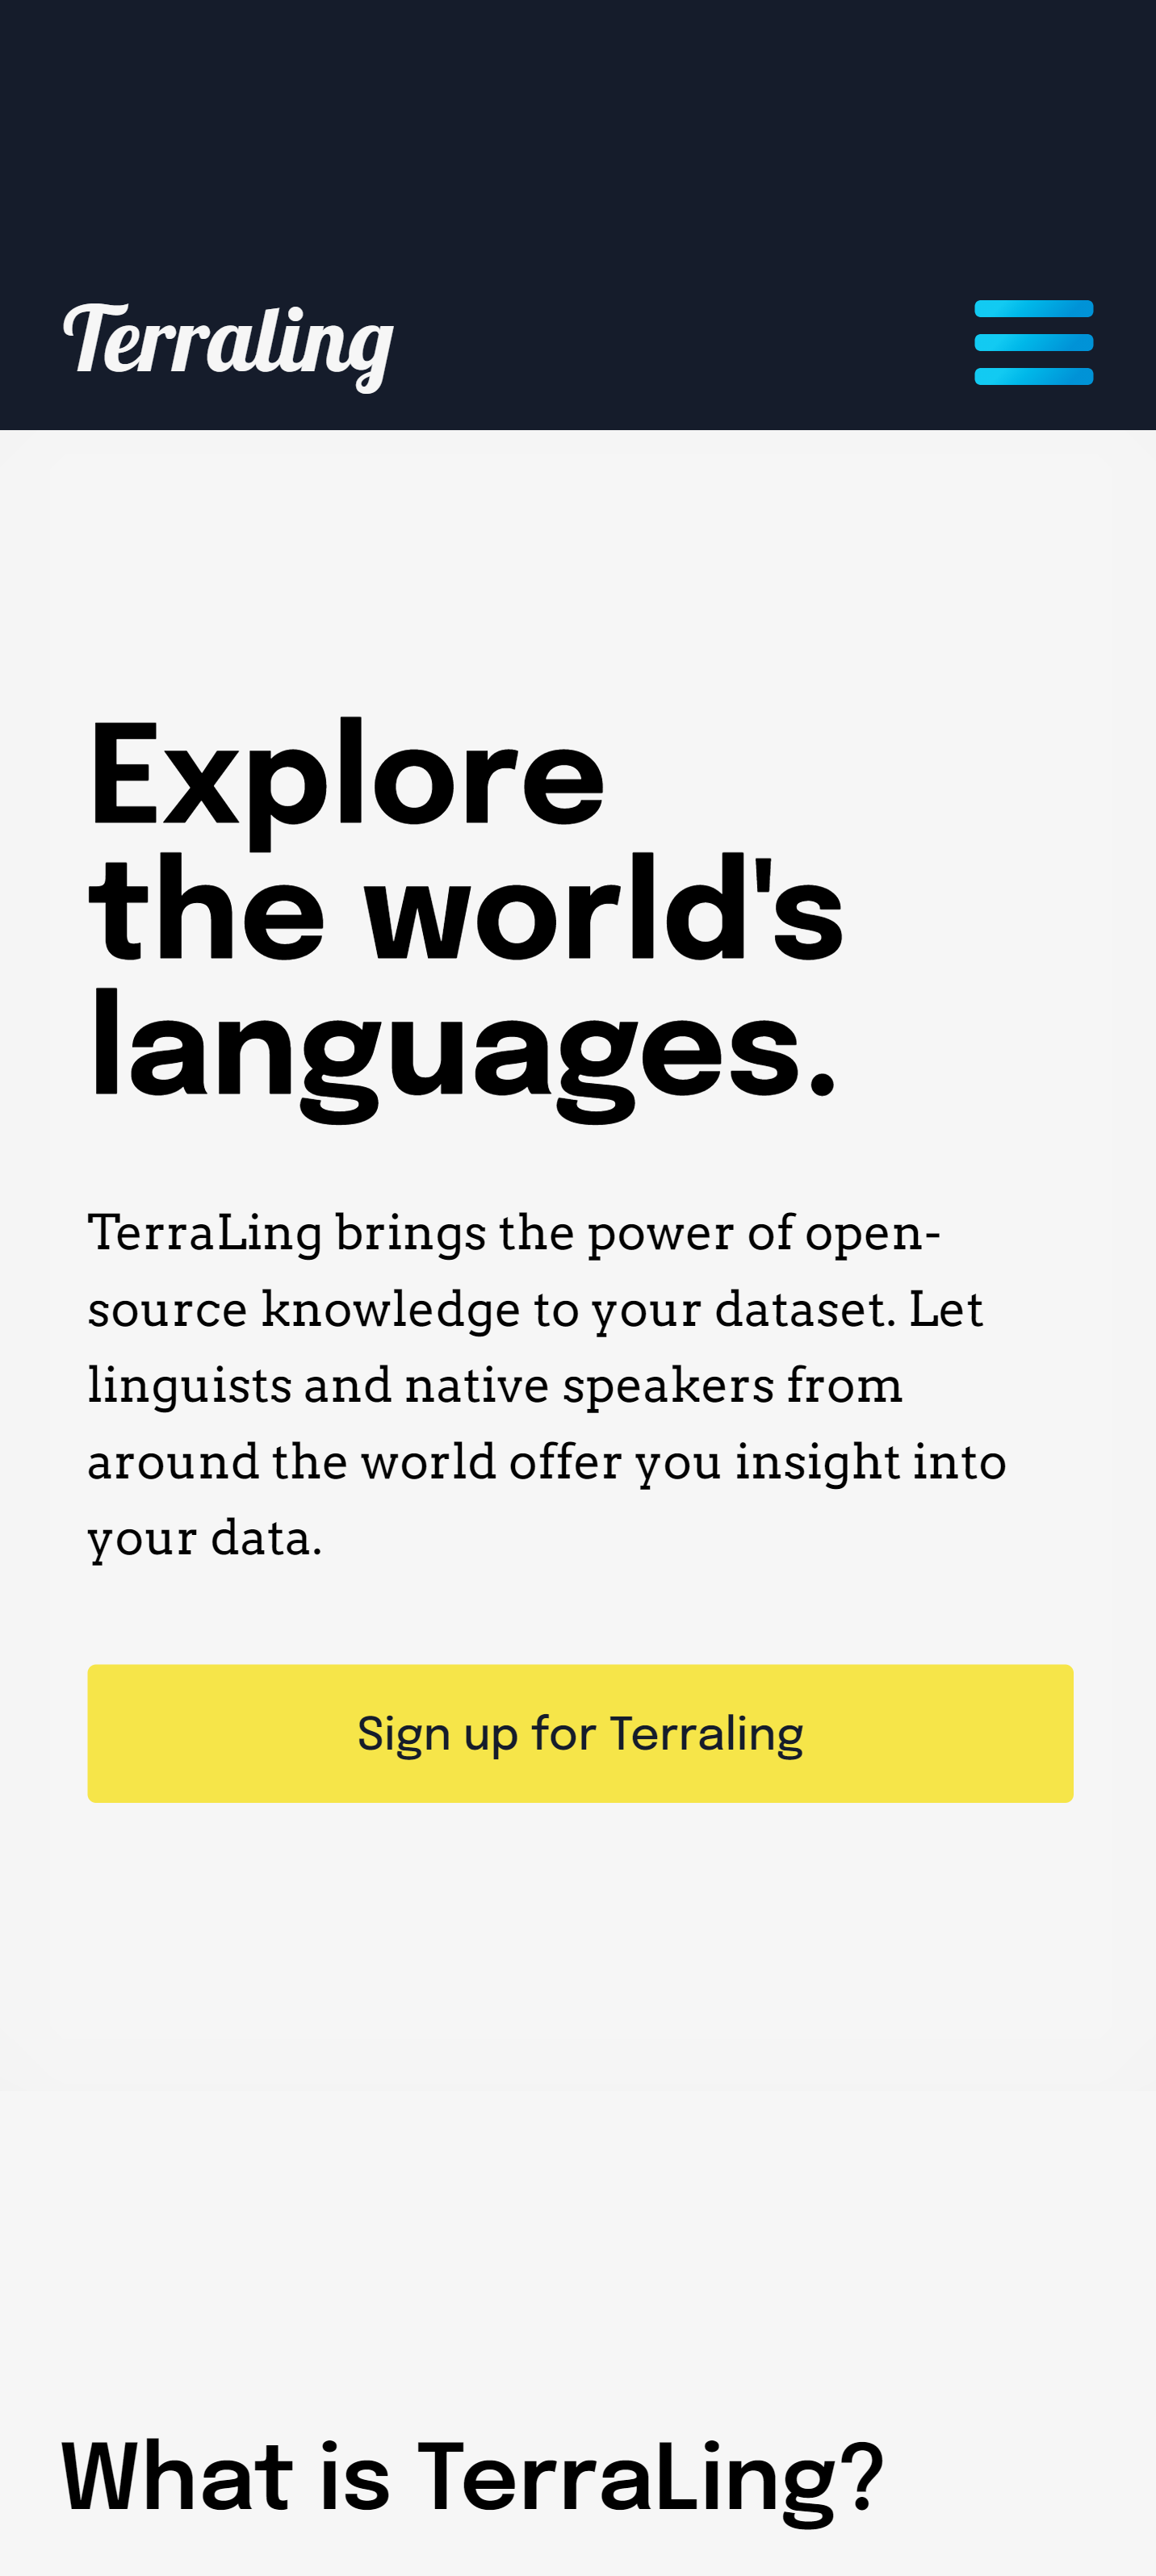 Terraling
Explore
the world's
languages.
TerraLing brings the power of open-
source knowledge to your dataset. Let
linguists and native speakers from
around the world offer you insight into
your data.
Sign up for Terraling
What is TerraLing?